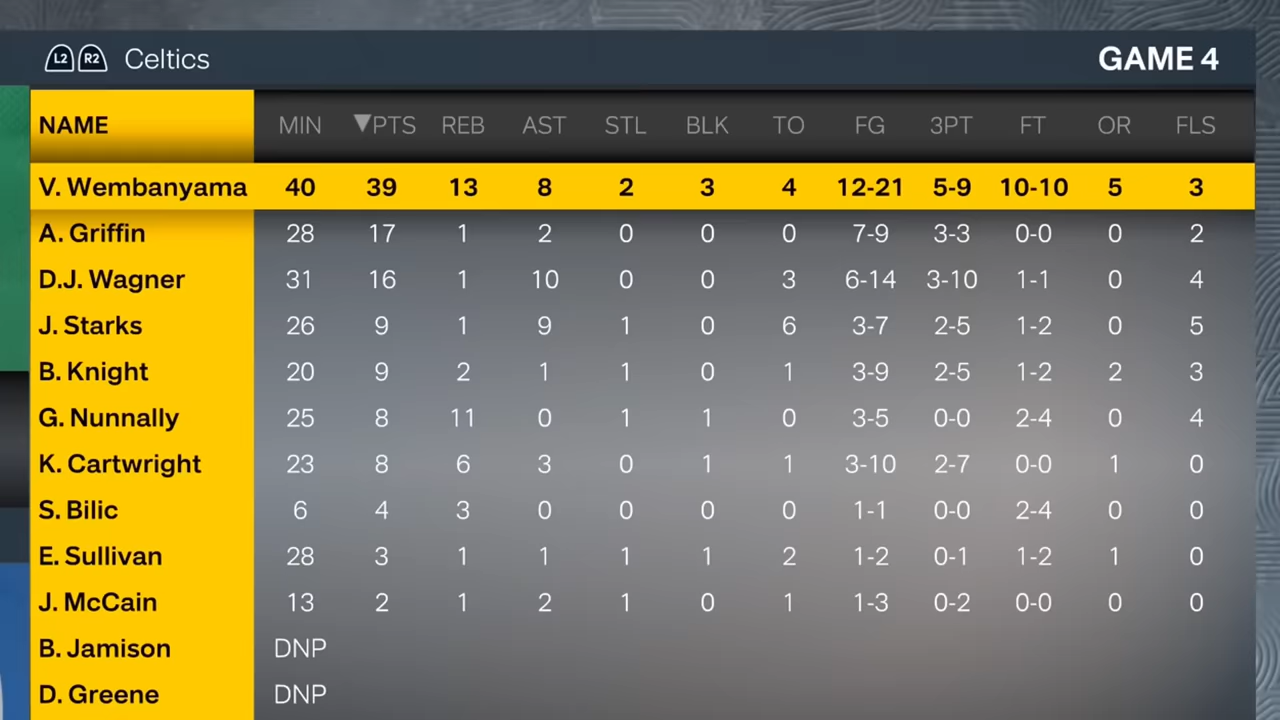 L2 R2 Celtics GAME 4
NAME MIN ▼PTS REB AST STL BLK TO FG 3PT FT OR FLS
V. Wembanyama 40 39 13 8 2 3 4 12-21 5-9 10-10 5 3
A. Griffin 28 17 1 2 0 0 0 7-9 3-3 0-0 0 2
D.J. Wagner 31 16 1 10 0 0 3 6-14 3-10 1-1 0 4
J. Starks 26 9 1 9 1 0 6 3-7 2-5 1-2 0 5
B. Knight 20 9 2 1 1 0 1 3-9 2-5 1-2 2 3
G. Nunnally 25 8 11 0 1 1 0 3-5 0-0 2-4 0 4
K. Cartwright 23 8 6 3 0 1 1 3-10 2-7 0-0 1 0
S. Bilic 6 4 3 0 0 0 0 1-1 0-0 2-4 0 0
E. Sullivan 28 3 1 1 1 1 2 1-2 0-1 1-2 1 0
J. McCain 13 2 1 2 1 0 1 1-3 0-2 0-0 0 0
B. Jamison DNP
D. Greene DNP